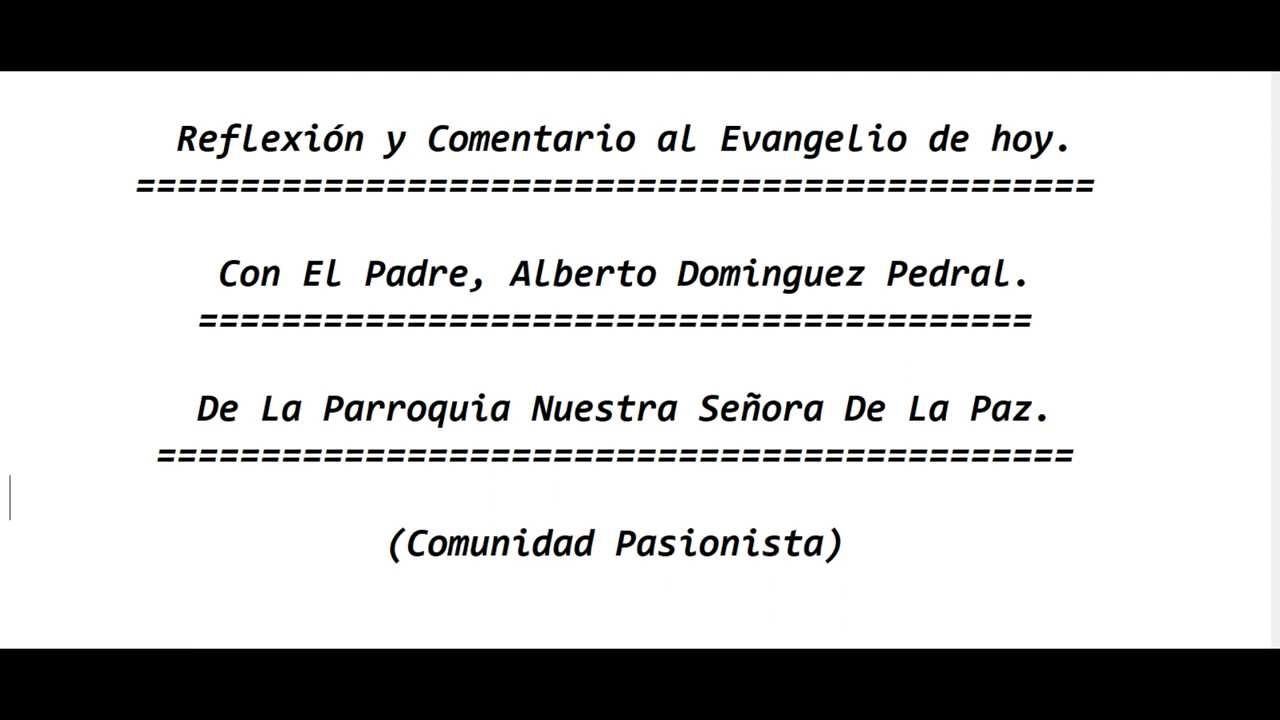 Reflexión y Comentario al Evangelio de hoy.
==============================================
Con El Padre, Alberto Dominguez Pedral.
========================================
De La Parroquia Nuestra Señora De La Paz.
============================================
(Comunidad Pasionista)